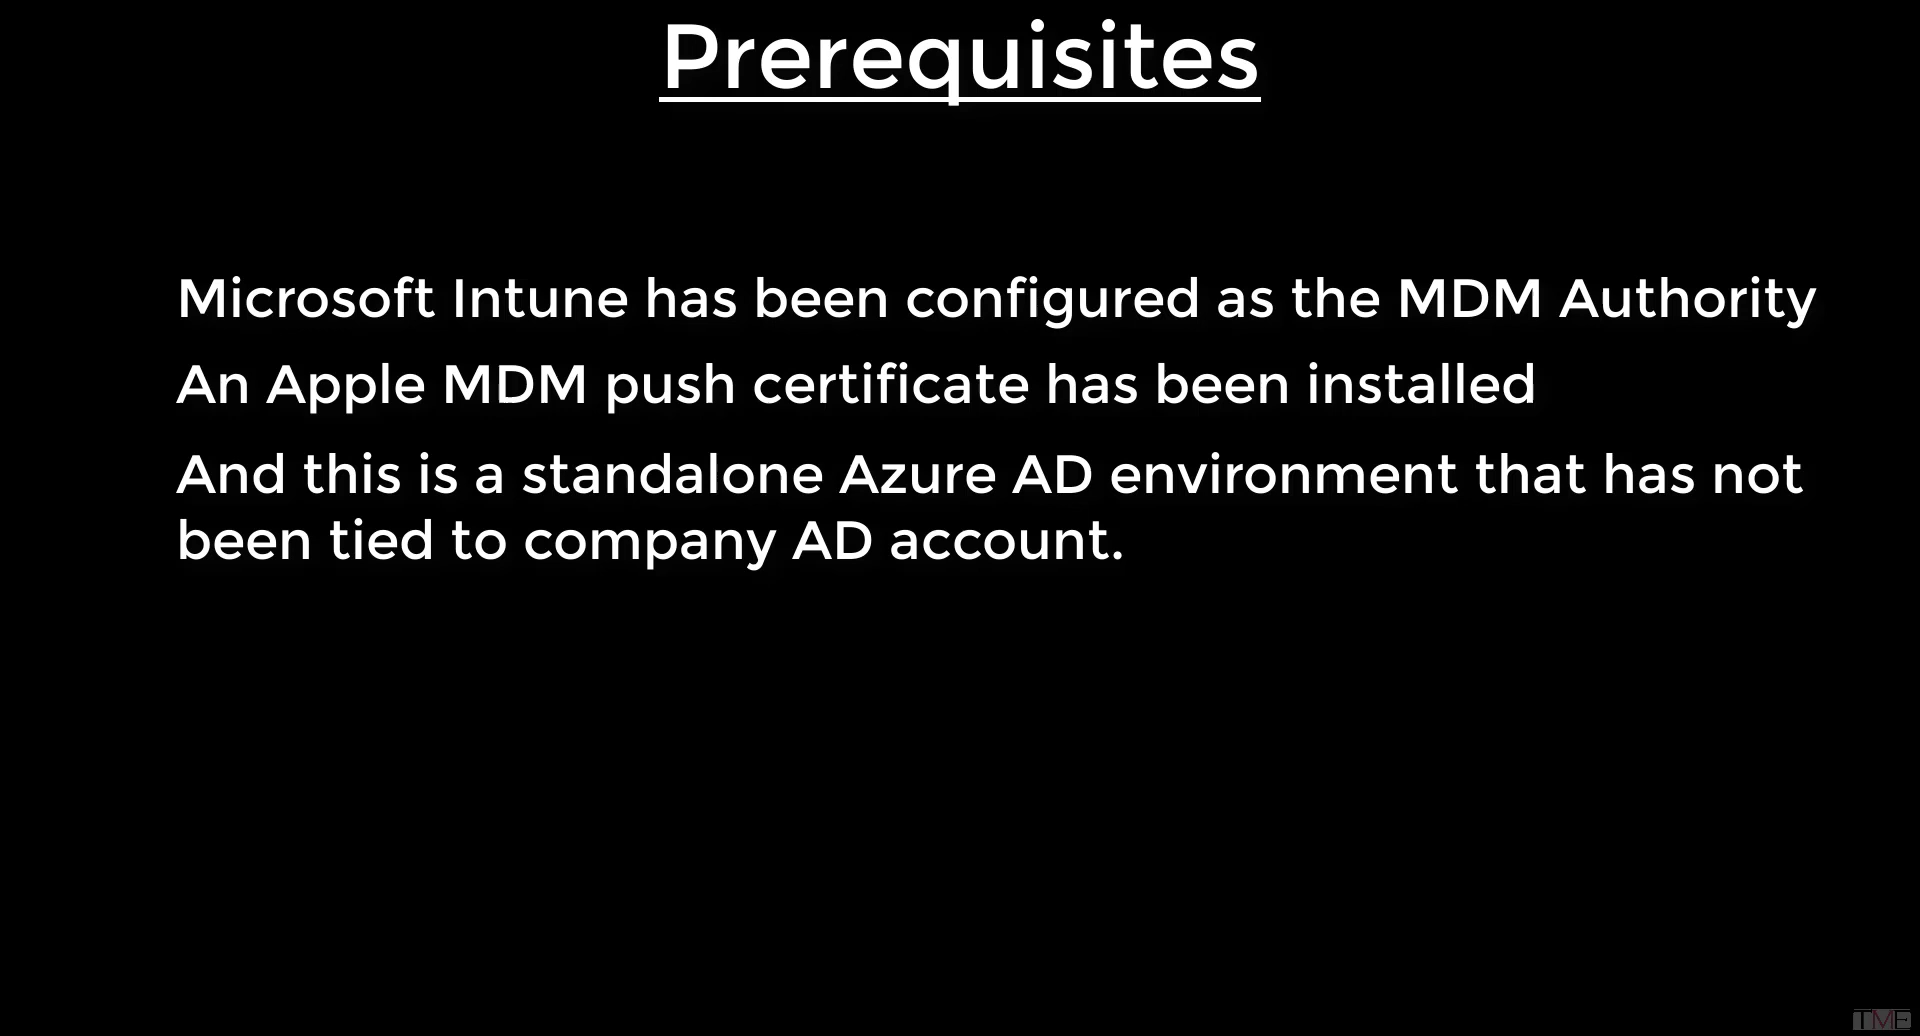 Prerequisites
Microsoft Intune has been configured as the MDM Authority
An Apple MDM push certificate has been installed
And this is a standalone Azure AD environment that has not
been tied to company AD account.
TME